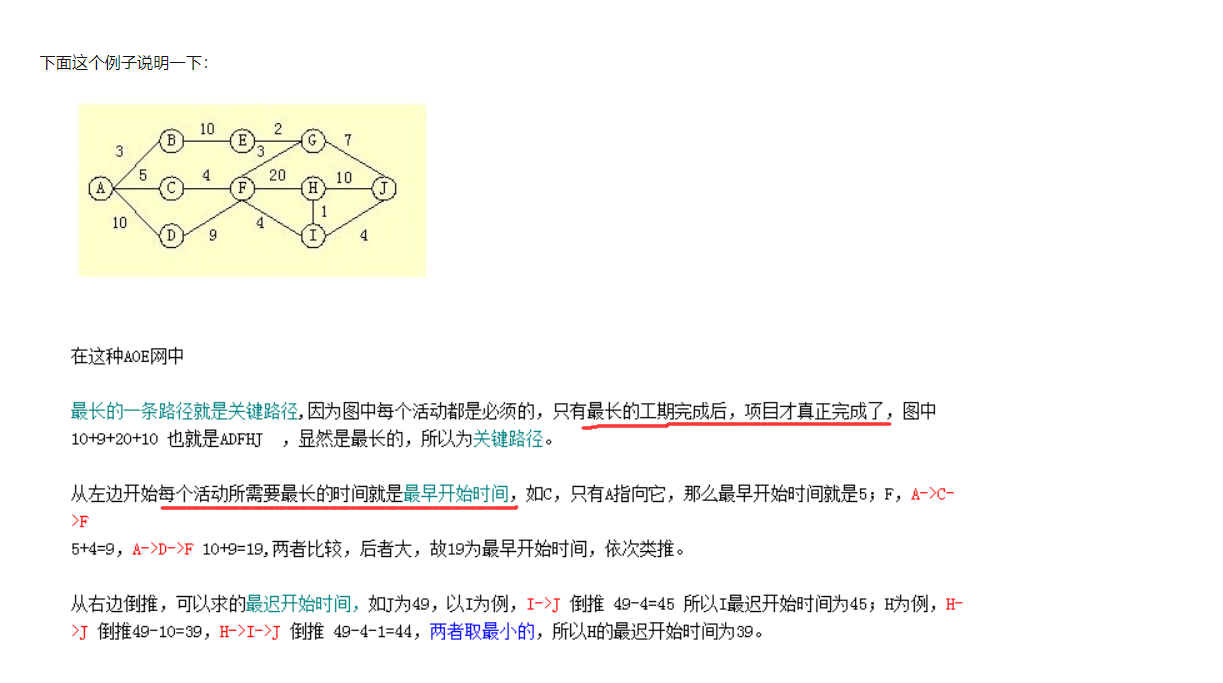 下面这个例子说明一下：
10
2
B
E
G
7
3
3
5
4
20
10
A
C
F
H
J
1
10
4
D
9
I
4
在这种AOE网中
最长的一条路径就是关键路径,因为图中每个活动都是必须的，只有最长的工期完成后，项目才真正完成了，图中
10+9+20+10 也就是ADFHJ ，显然是最长的，所以为关键路径。
从左边开始每个活动所需要最长的时间就是最早开始时间，如C，只有A指向它，那么最早开始时间就是5；F，A->C-
>F
5+4=9，A->D->F 10+9=19,两者比较，后者大，故19为最早开始时间，依次类推。
从右边倒推，可以求的最迟开始时间，如J为49，以I为例，I->J 倒推 49-4=45 所以I最迟开始时间为45；H为例，H-
>J 倒推49-10=39，H->I->J 倒推 49-4-1=44，两者取最小的，所以H的最迟开始时间为39。